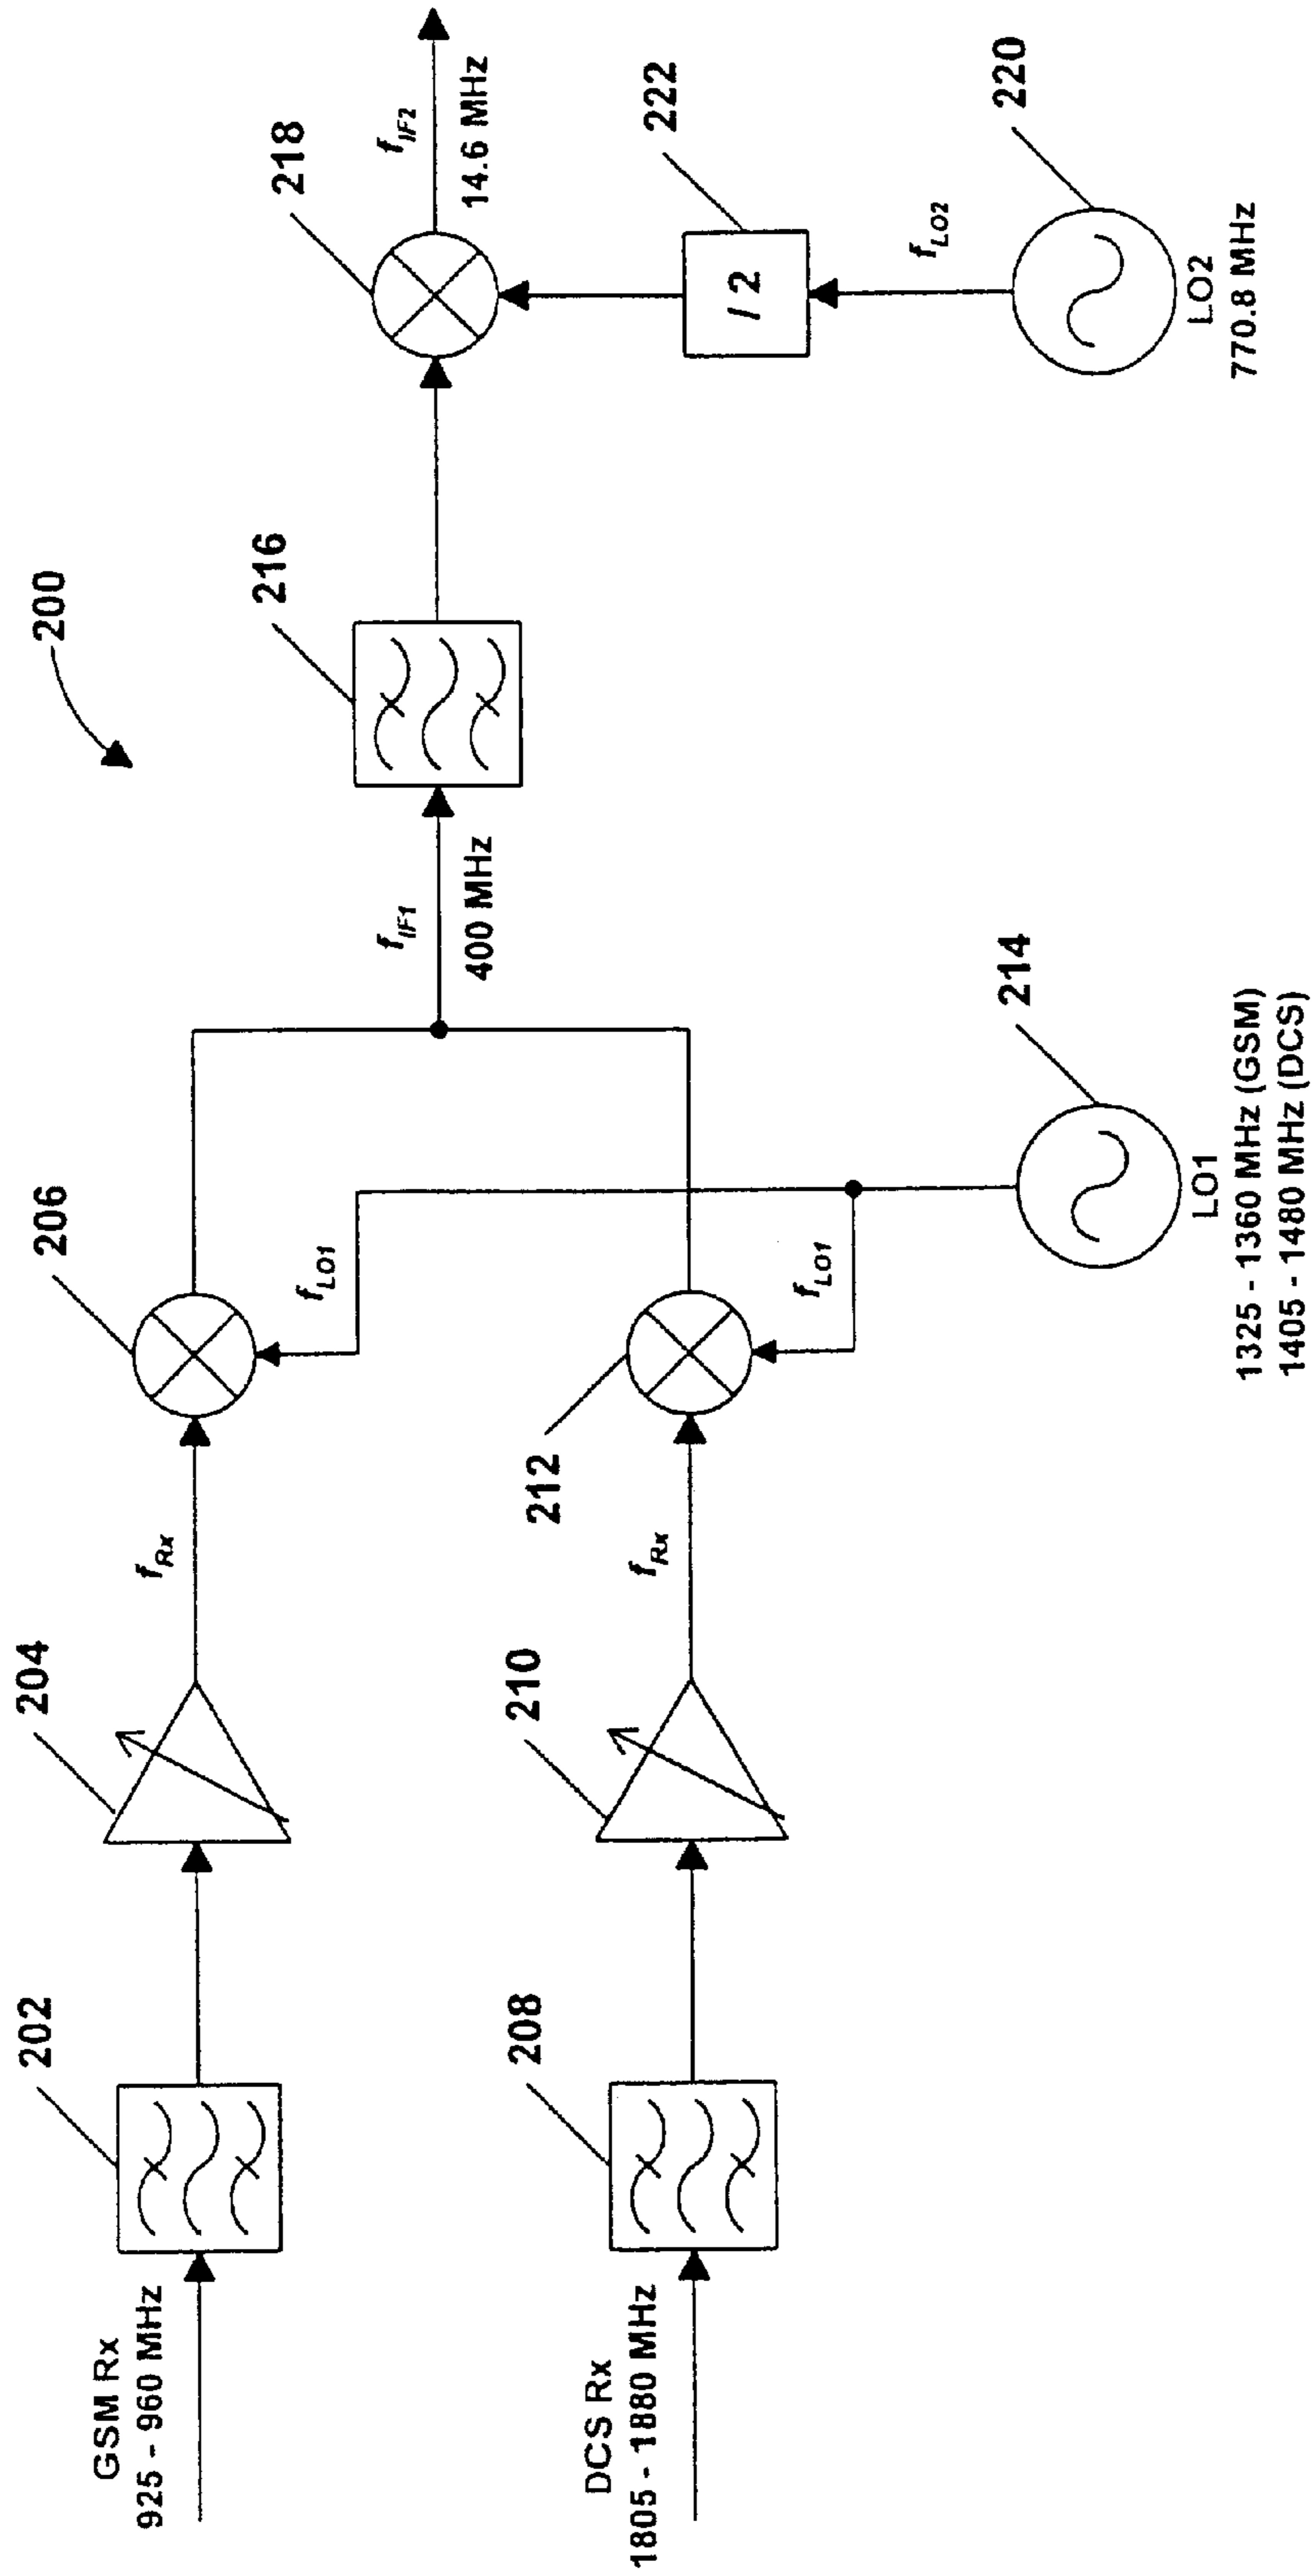 200
GSM Rx
925 - 960 MHz
202
204
f_Rx
206
f_LO1
DCS Rx
1805 - 1880 MHz
208
210
f_Rx
212
f_LO1
214
LO1
1325 - 1360 MHz (GSM)
1405 - 1480 MHz (DCS)
f_IF1
400 MHz
216
218
f_IF2
14.6 MHz
222
/ 2
f_LO2
220
LO2
770.8 MHz